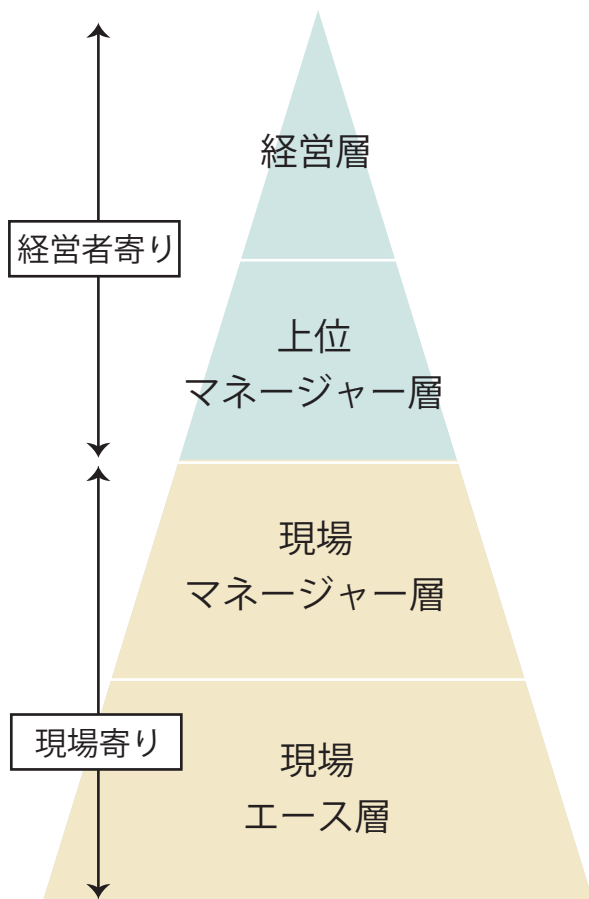 経営層
経営者寄り
上位
マネージャー層
現場
マネージャー層
現場寄り
現場
エース層